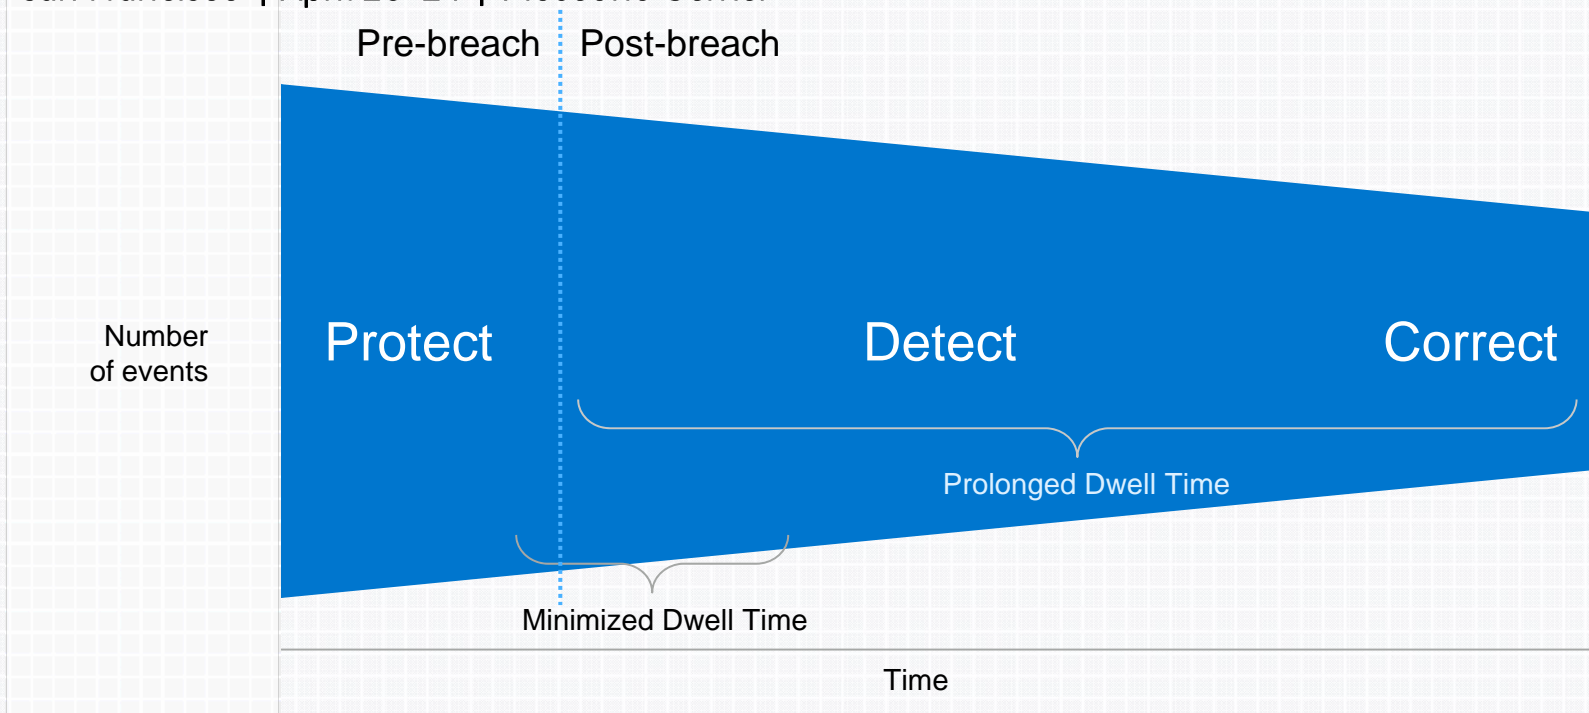 Pre-breach
Post-breach
Number
of events
Protect
Detect
Correct
Prolonged Dwell Time
Minimized Dwell Time
Time